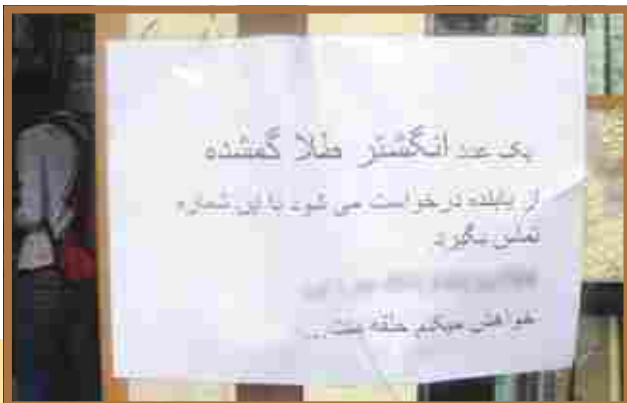 یک عدد انگشتر طلا گمشده
از یابنده درخواست می شود با این شماره
تماس بگیرد
خواهش میکنم حلقه ...